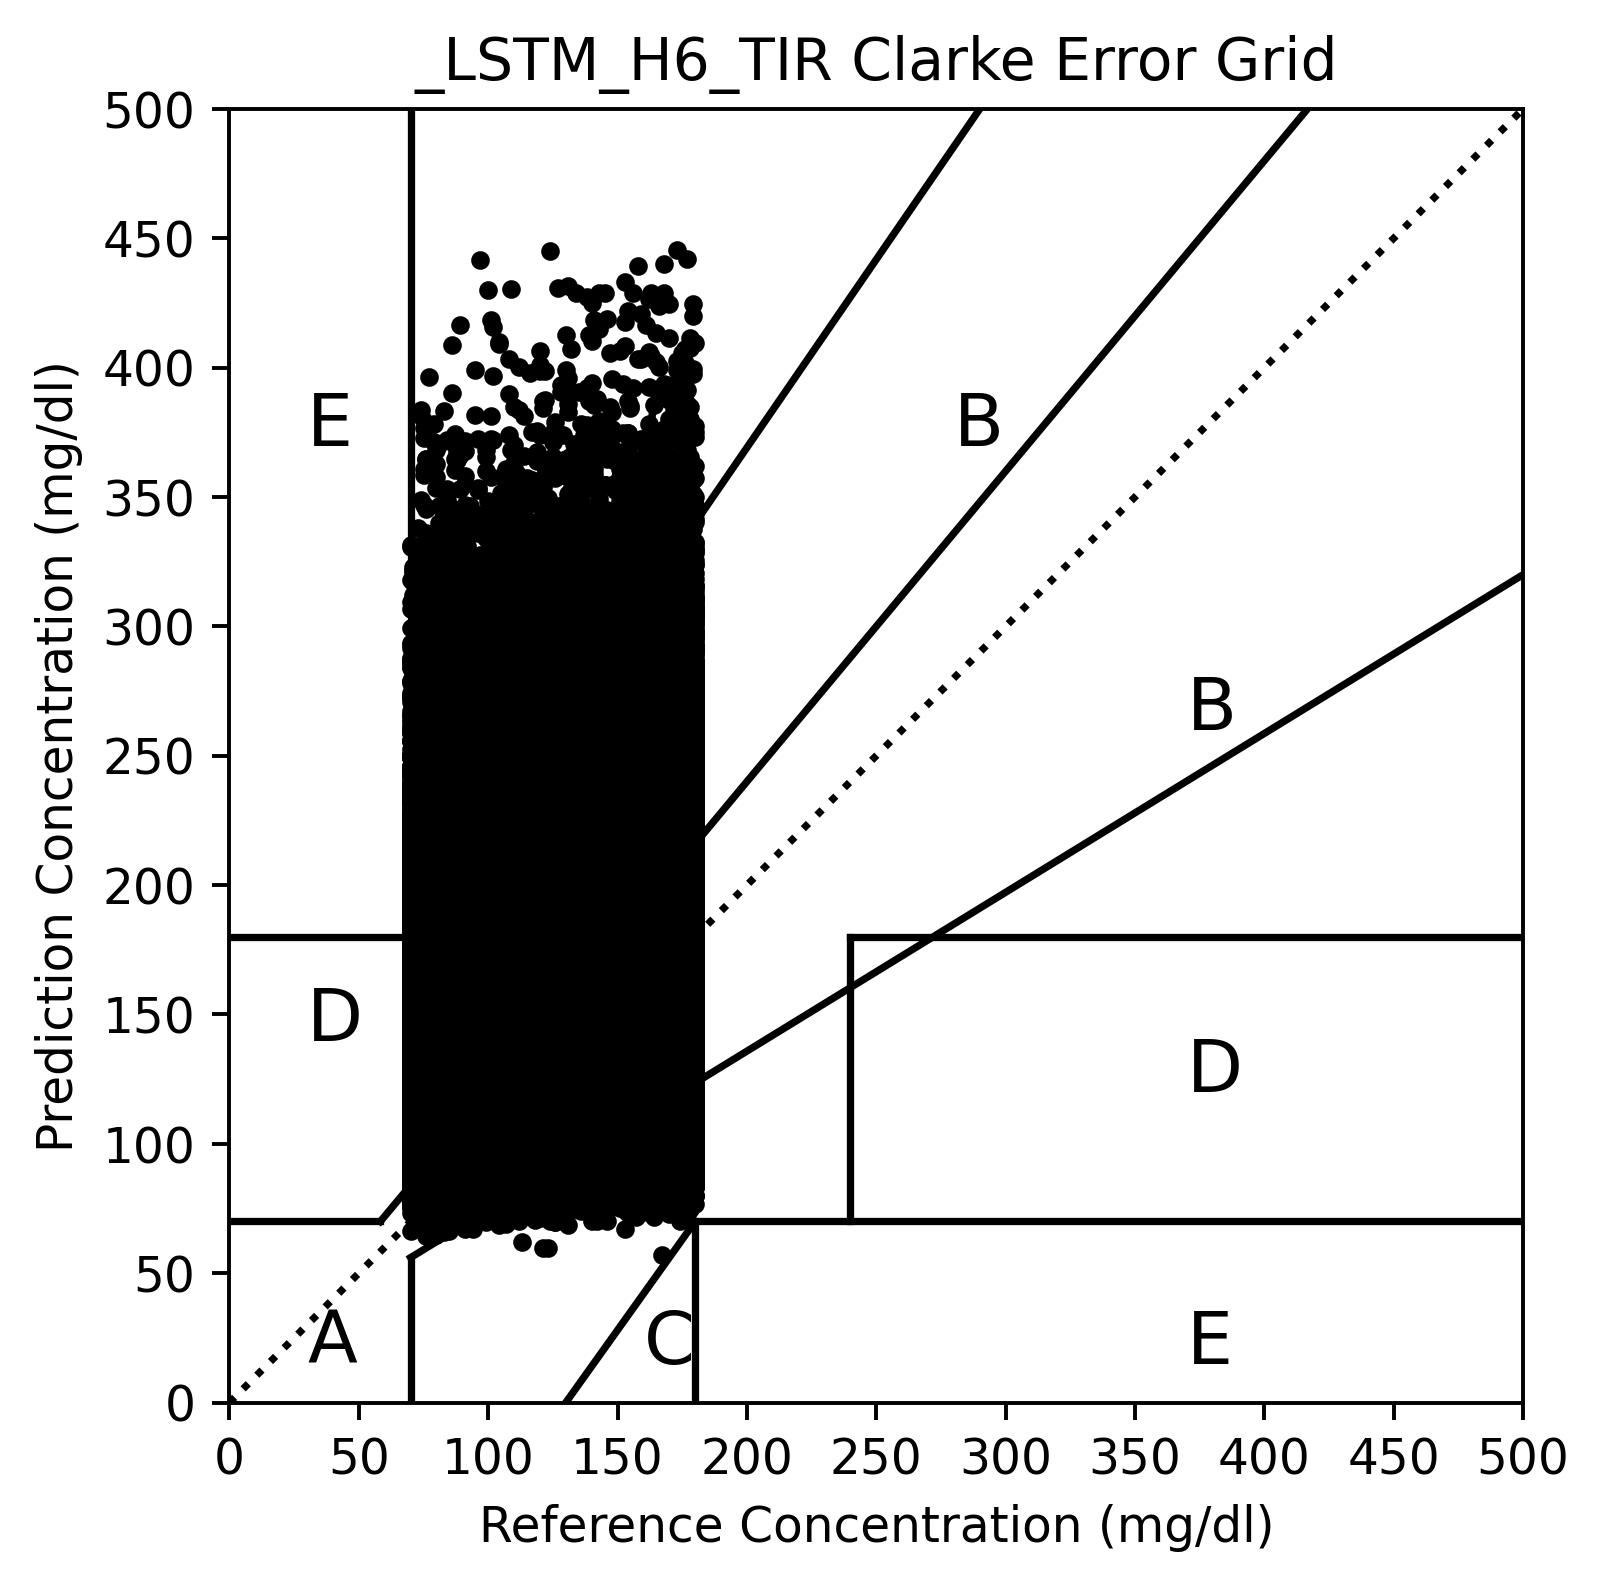 _LSTM_H6_TIR Clarke Error Grid
500
450
400
350
300
250
200
150
100
50
0
Prediction Concentration (mg/dl)
E
B
B
D
D
A
C
E
0 50 100 150 200 250 300 350 400 450 500
Reference Concentration (mg/dl)